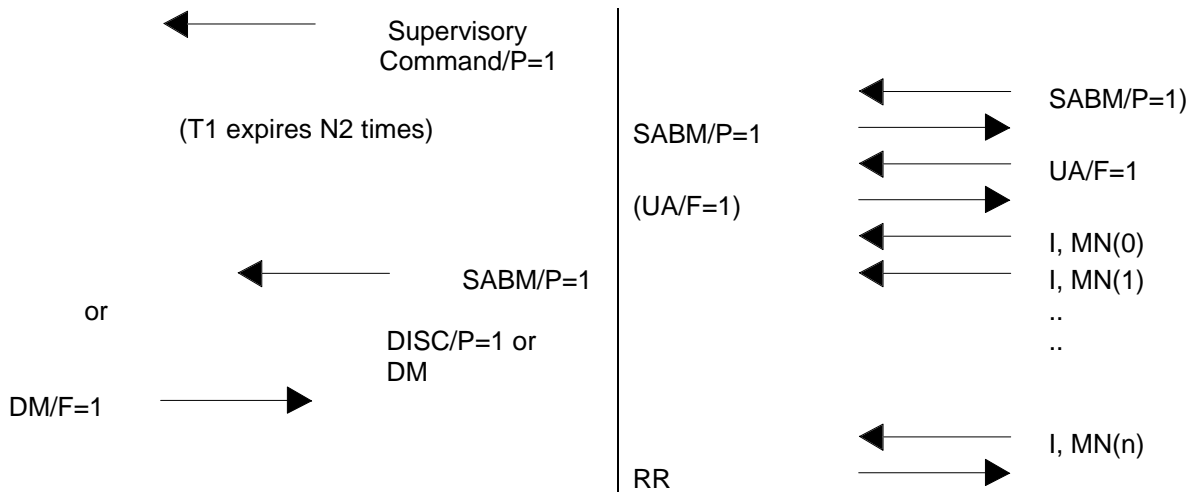 Supervisory
Command/P=1
(T1 expires N2 times)
SABM/P=1
or
DISC/P=1 or
DM
DM/F=1
SABM/P=1)
SABM/P=1
UA/F=1
(UA/F=1)
I, MN(0)
I, MN(1)
..
..
I, MN(n)
RR